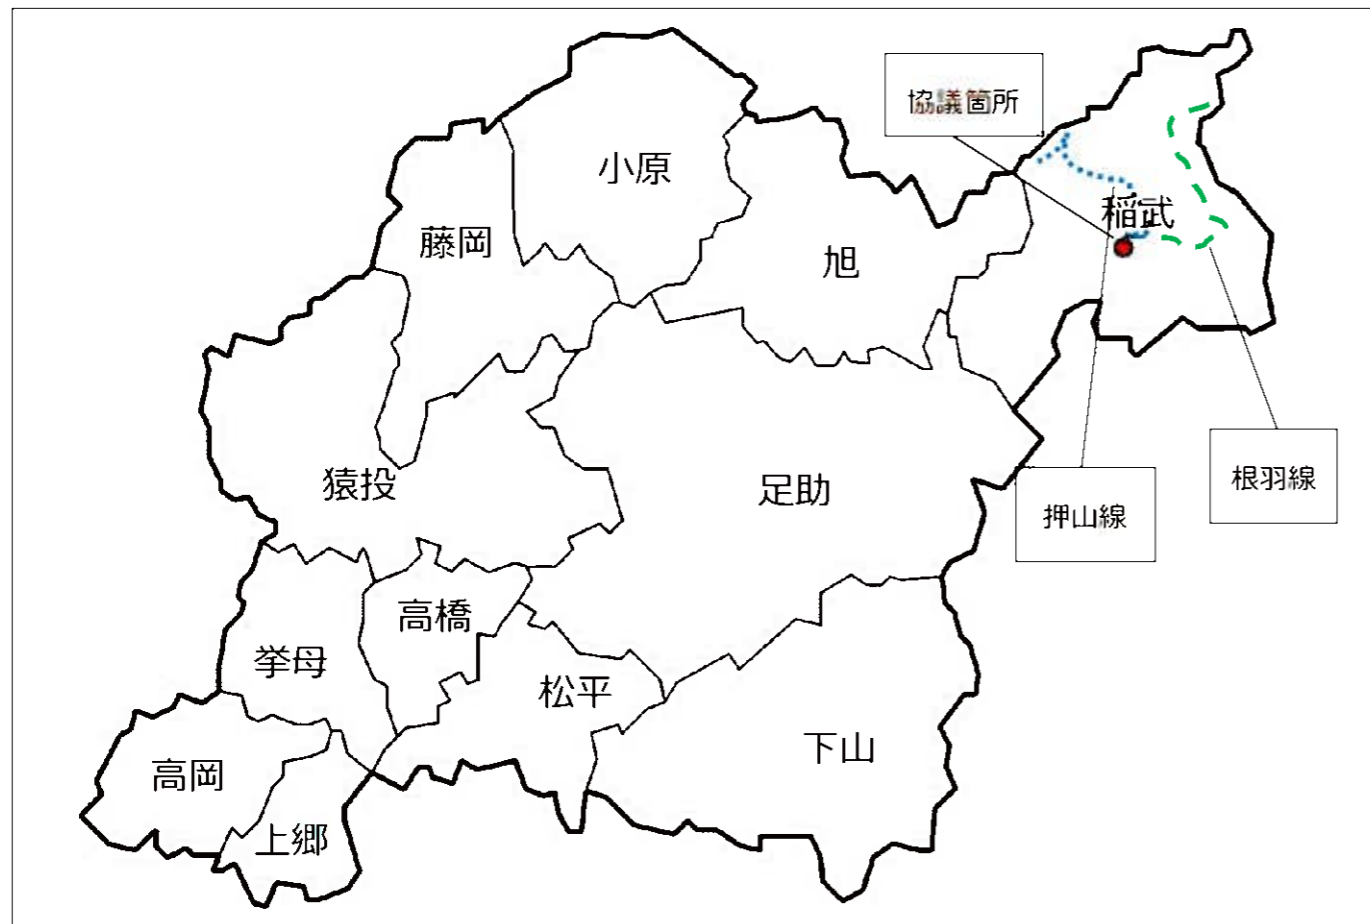 協議箇所
小原
稲武
藤岡
旭
根羽線
猿投
足助
押山線
高橋
挙母
松平
下山
高岡
上郷